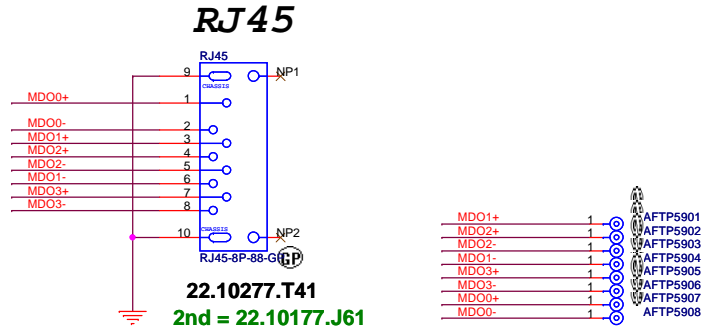 RJ45
RJ45
9 NP1
CHASSIS
MDO0+ 1
MDO0- 2
MDO1+ 3
MDO2+ 4
MDO2- 5
MDO1- 6
MDO3+ 7
MDO3- 8
CHASSIS
10 NP2
RJ45-8P-88-G
GP
22.10277.T41
2nd = 22.10177.J61
MDO1+ 1 AFTP5901
MDO2+ 1 AFTP5902
MDO2- 1 AFTP5903
MDO1- 1 AFTP5904
MDO3+ 1 AFTP5905
MDO3- 1 AFTP5906
MDO0+ 1 AFTP5907
MDO0- 1 AFTP5908